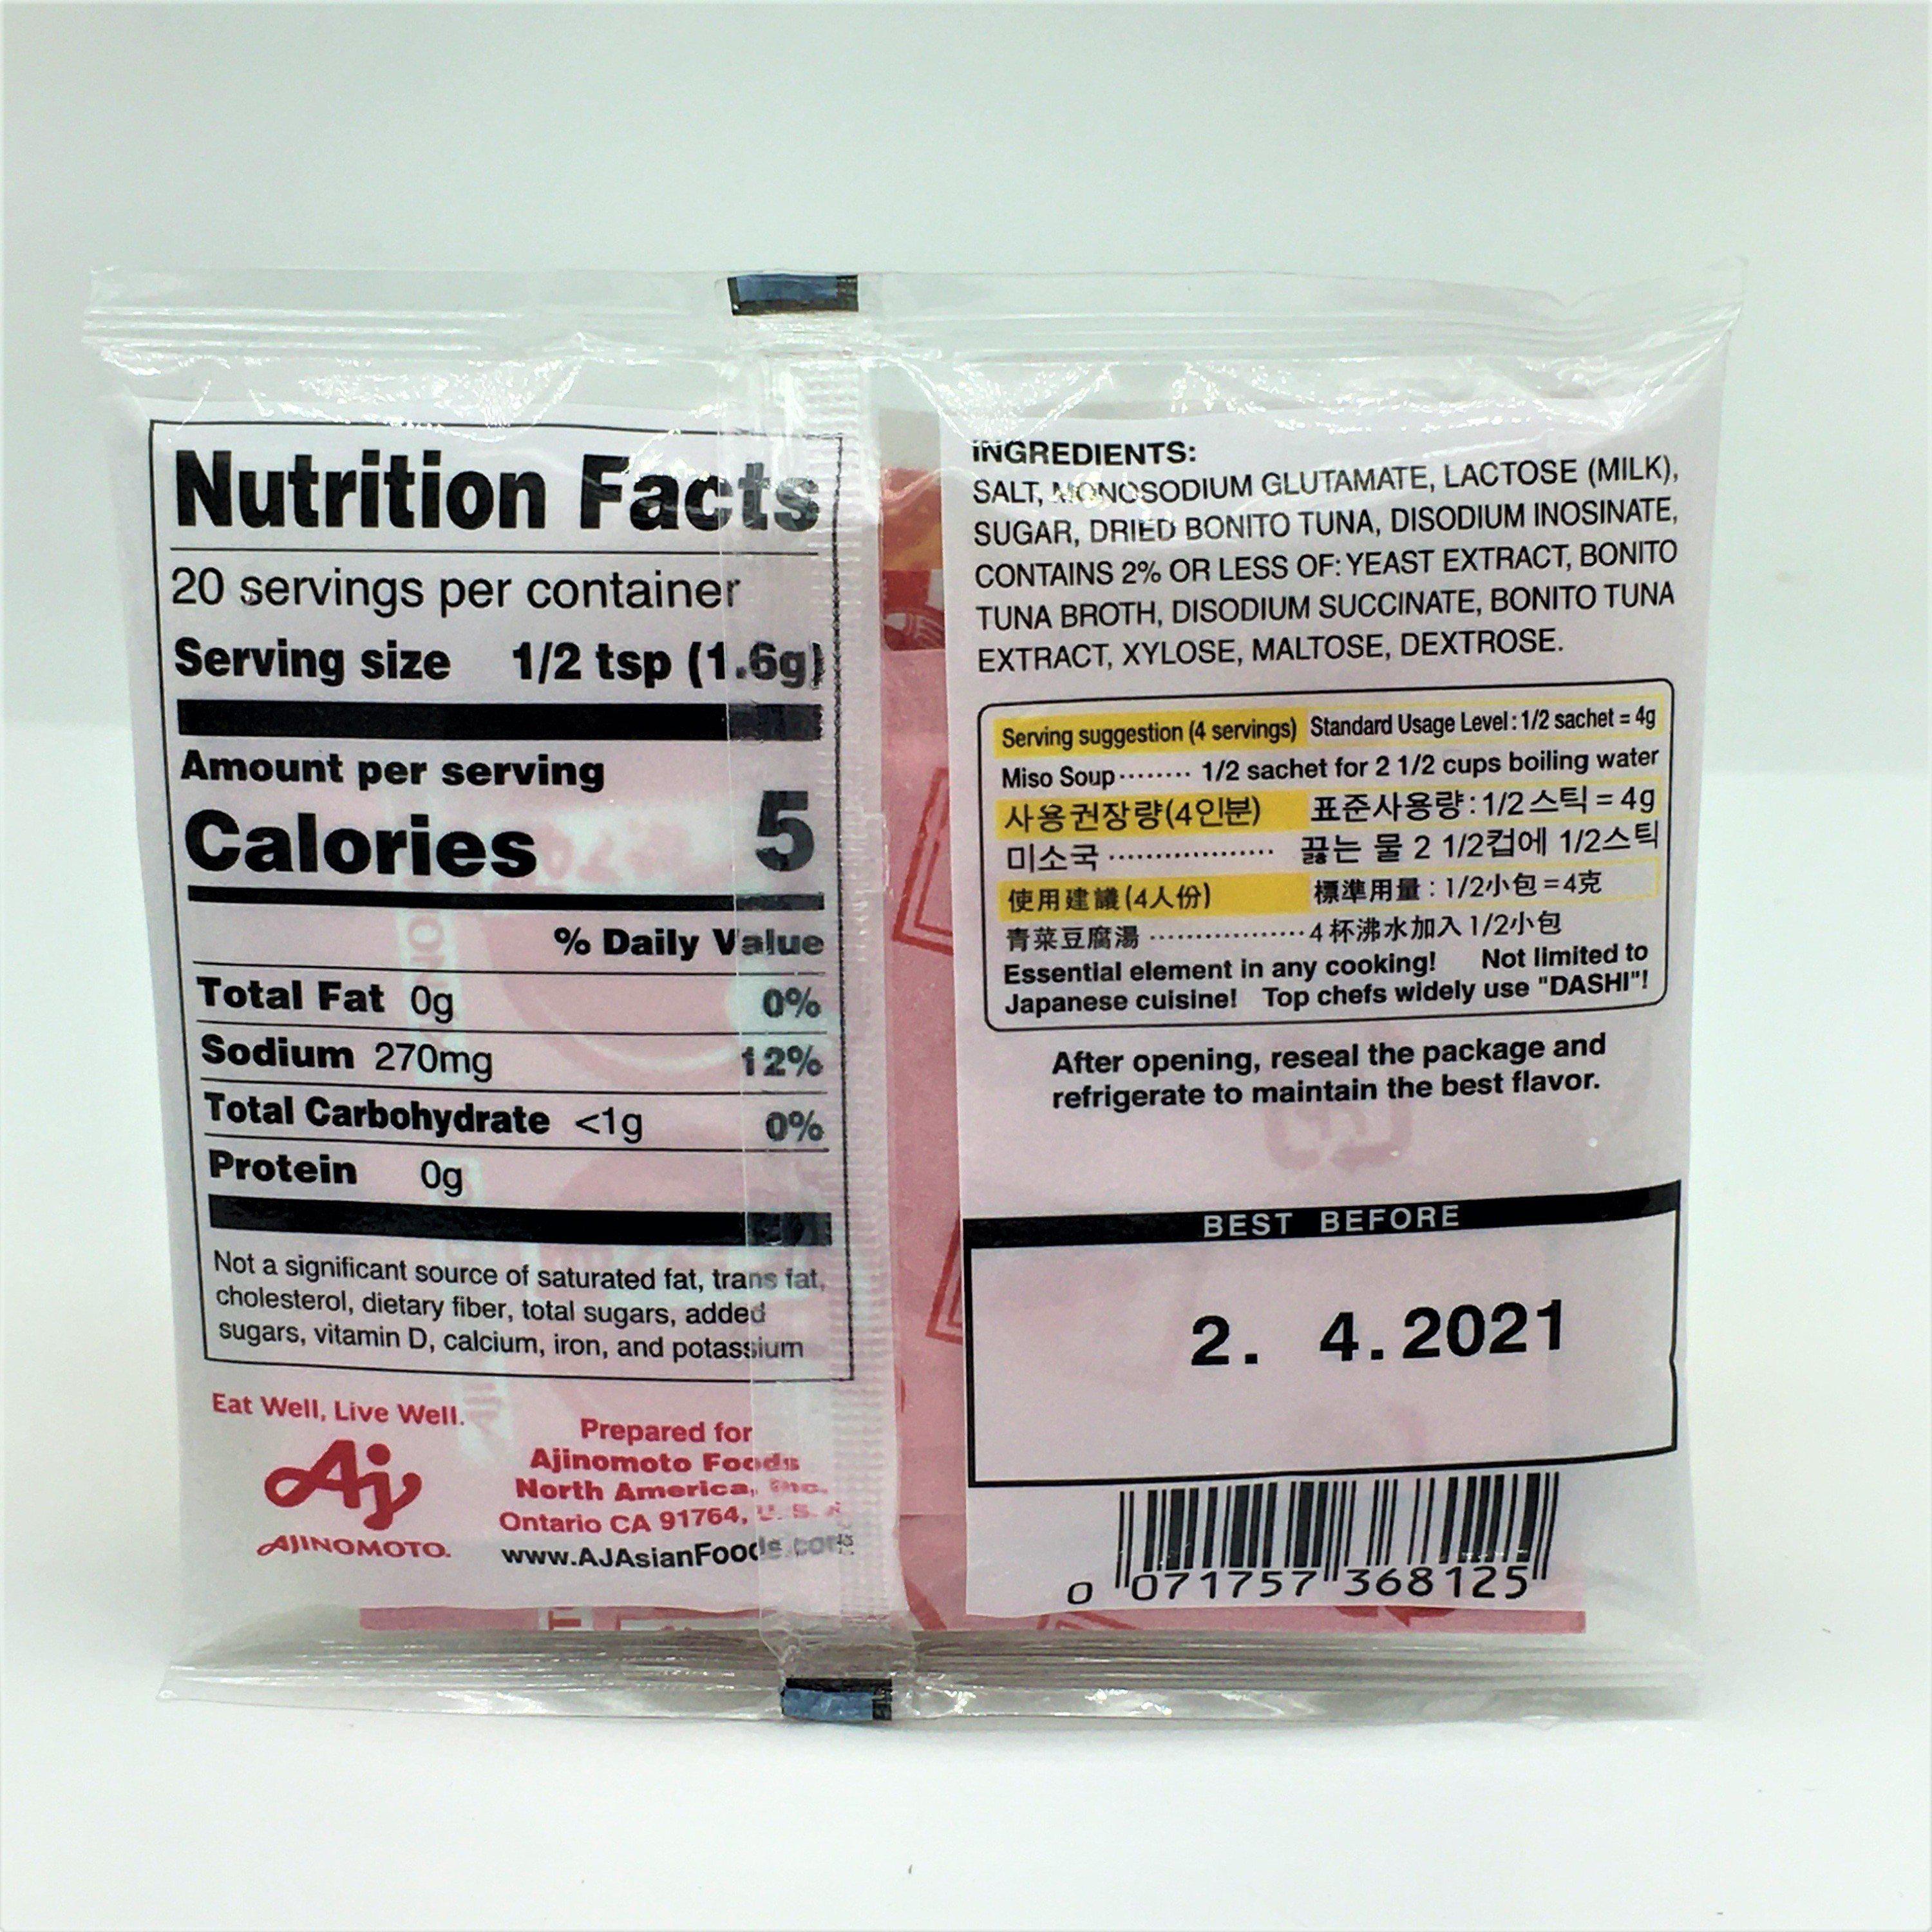 Nutrition Facts
20 servings per container
Serving size 1/2 tsp (1.6g)
Amount per serving
Calories 5
% Daily Value
Total Fat 0g 0%
Sodium 270mg 12%
Total Carbohydrate <1g 0%
Protein 0g
Not a significant source of saturated fat, trans fat,
cholesterol, dietary fiber, total sugars, added
sugars, vitamin D, calcium, iron, and potassium
Eat Well, Live Well.
Aj
AJINOMOTO.
Prepared for
Ajinomoto Foods
North America, Inc.
Ontario CA 91764, U. S. A
www.AJAsianFoods.com
INGREDIENTS:
SALT, MONOSODIUM GLUTAMATE, LACTOSE (MILK),
SUGAR, DRIED BONITO TUNA, DISODIUM INOSINATE,
CONTAINS 2% OR LESS OF: YEAST EXTRACT, BONITO
TUNA BROTH, DISODIUM SUCCINATE, BONITO TUNA
EXTRACT, XYLOSE, MALTOSE, DEXTROSE.
Serving suggestion (4 servings) Standard Usage Level: 1/2 sachet = 4g
Miso Soup········ 1/2 sachet for 2 1/2 cups boiling water
사용권장량(4인분) 표준사용량: 1/2 스틱 = 4g
미소국 ·················· 끓는 물 2 1/2컵에 1/2스틱
使用建議 (4人份) 標準用量 : 1/2小包 =4克
青菜豆腐湯 ·················4 杯沸水加入 1/2小包
Essential element in any cooking! Not limited to
Japanese cuisine! Top chefs widely use "DASHI"!
After opening, reseal the package and
refrigerate to maintain the best flavor.
BEST BEFORE
2. 4.2021
0 071757 368125